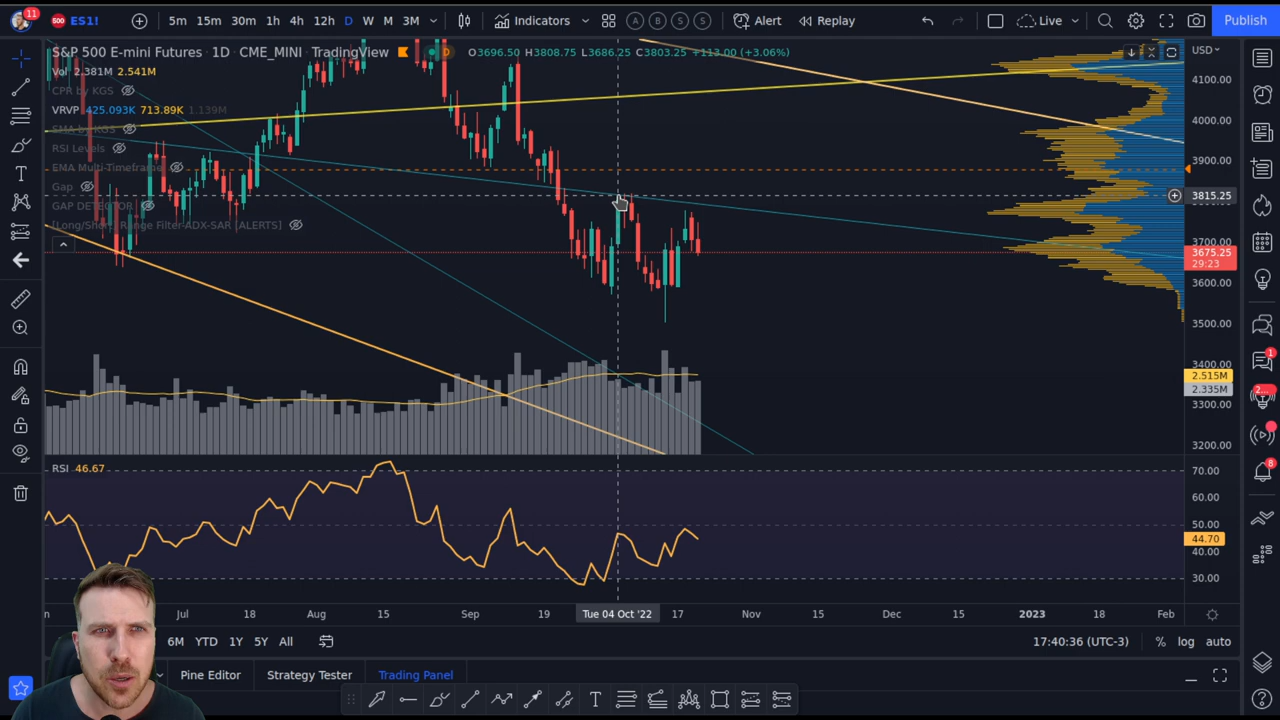 11
500 ES1!
5m 15m 30m 1h 4h 12h D W M 3M
Indicators
A B S S
Alert
Replay
Live
Publish
S&P 500 E-mini Futures · 1D · CME_MINI · TradingView
D
O3696.50 H3808.75 L3686.25 C3803.25 +113.00 (+3.06%)
USD
Vol 2.381M 2.541M
CPR by KGS
VRVP 425.093K 713.89K 1.139M
SMA by KGS
RSI Levels
EMA Multi-Timeframe
Gap
GAP DETECTOR
[Long/Short] Range Filter-ADX-SAR [ALERTS]
4100.00
4000.00
3900.00
3815.25
3700.00
3675.25
29:23
3600.00
3500.00
3400.00
2.515M
2.335M
3300.00
3200.00
RSI 46.67
70.00
60.00
50.00
44.70
40.00
30.00
Jul 18 Aug 15 Sep 19 Tue 04 Oct '22 17 Nov 15 Dec 15 2023 18 Feb
6M YTD 1Y 5Y All
17:40:36 (UTC-3) % log auto
Pine Editor Strategy Tester Trading Panel
T
T
1
2...
8